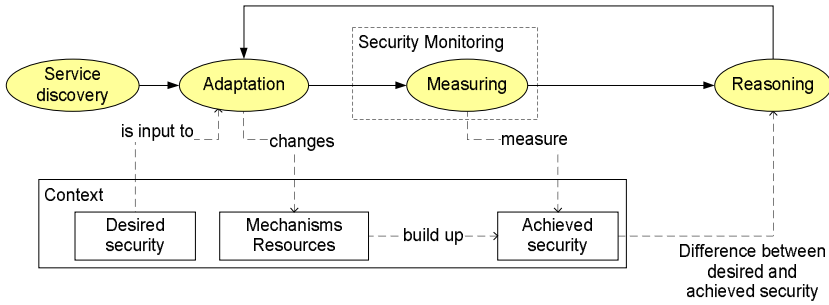 Security Monitoring
Service
discovery
Adaptation
Measuring
Reasoning
is input to
changes
measure
Context
Desired
security
Mechanisms
Resources
build up
Achieved
security
Difference between
desired and
achieved security